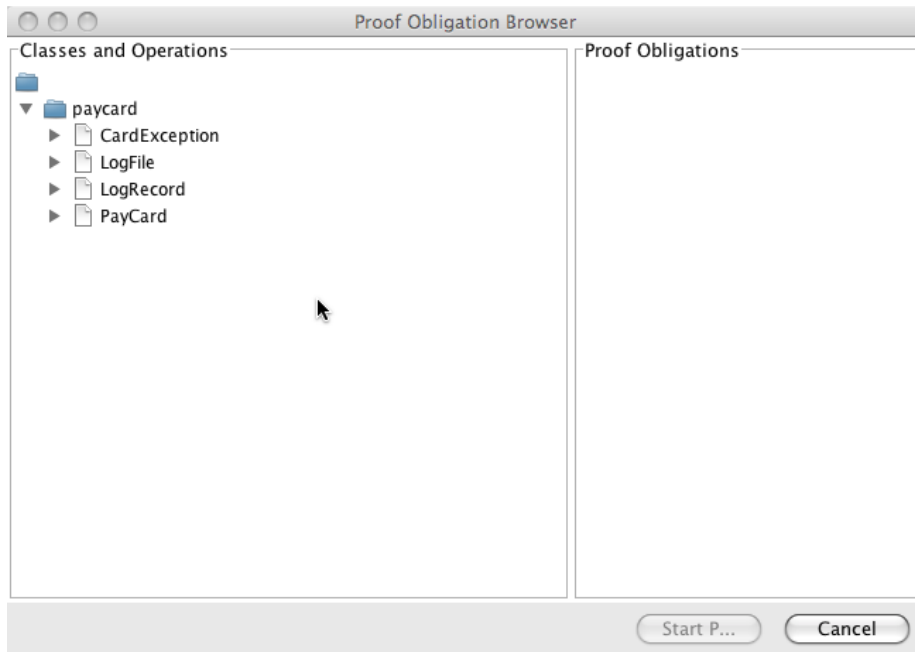 Proof Obligation Browser
Classes and Operations
Proof Obligations
paycard
CardException
LogFile
LogRecord
PayCard
Start P...
Cancel